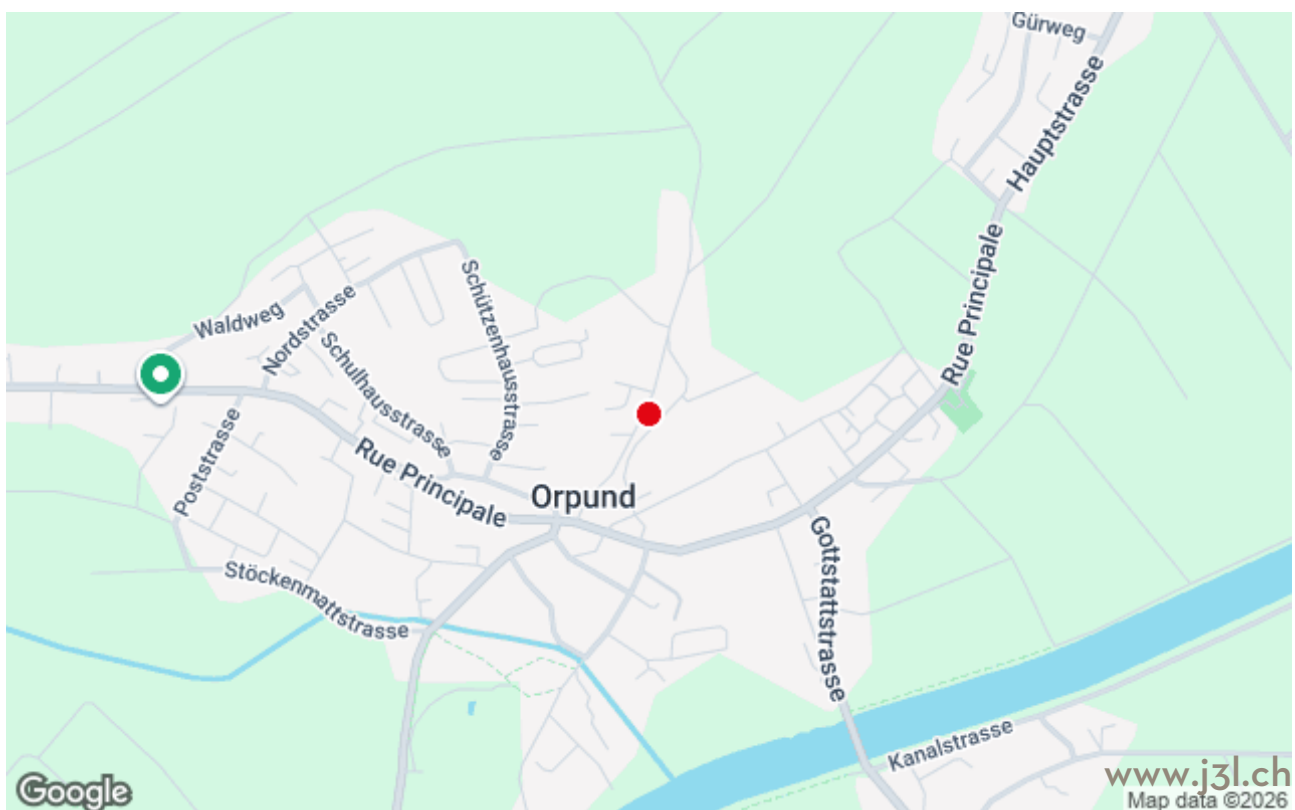 Gürweg
Hauptstrasse
Rue Principale
Waldweg
Nordstrasse
Schützenhausstrasse
Schulhausstrasse
Poststrasse
Rue Principale
Orpund
Gottstattstrasse
Stöckenmattstrasse
Kanalstrasse
www.j3l.ch
Google
Map data ©2026